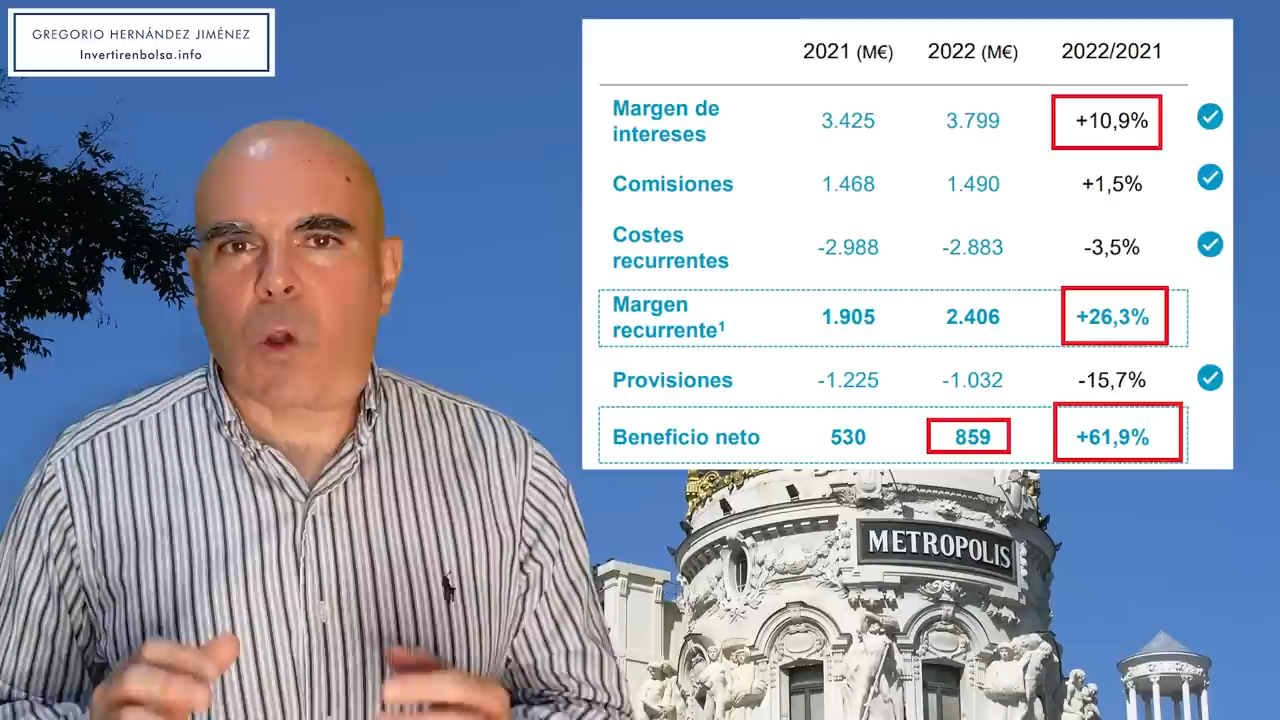 GREGORIO HERNÁNDEZ JIMÉNEZ
Invertirenbolsa.info
2021 (M€) 2022 (M€) 2022/2021
Margen de
intereses 3.425 3.799 +10,9%
Comisiones 1.468 1.490 +1,5%
Costes
recurrentes -2.988 -2.883 -3,5%
Margen
recurrente¹ 1.905 2.406 +26,3%
Provisiones -1.225 -1.032 -15,7%
Beneficio neto 530 859 +61,9%
METROPOLIS